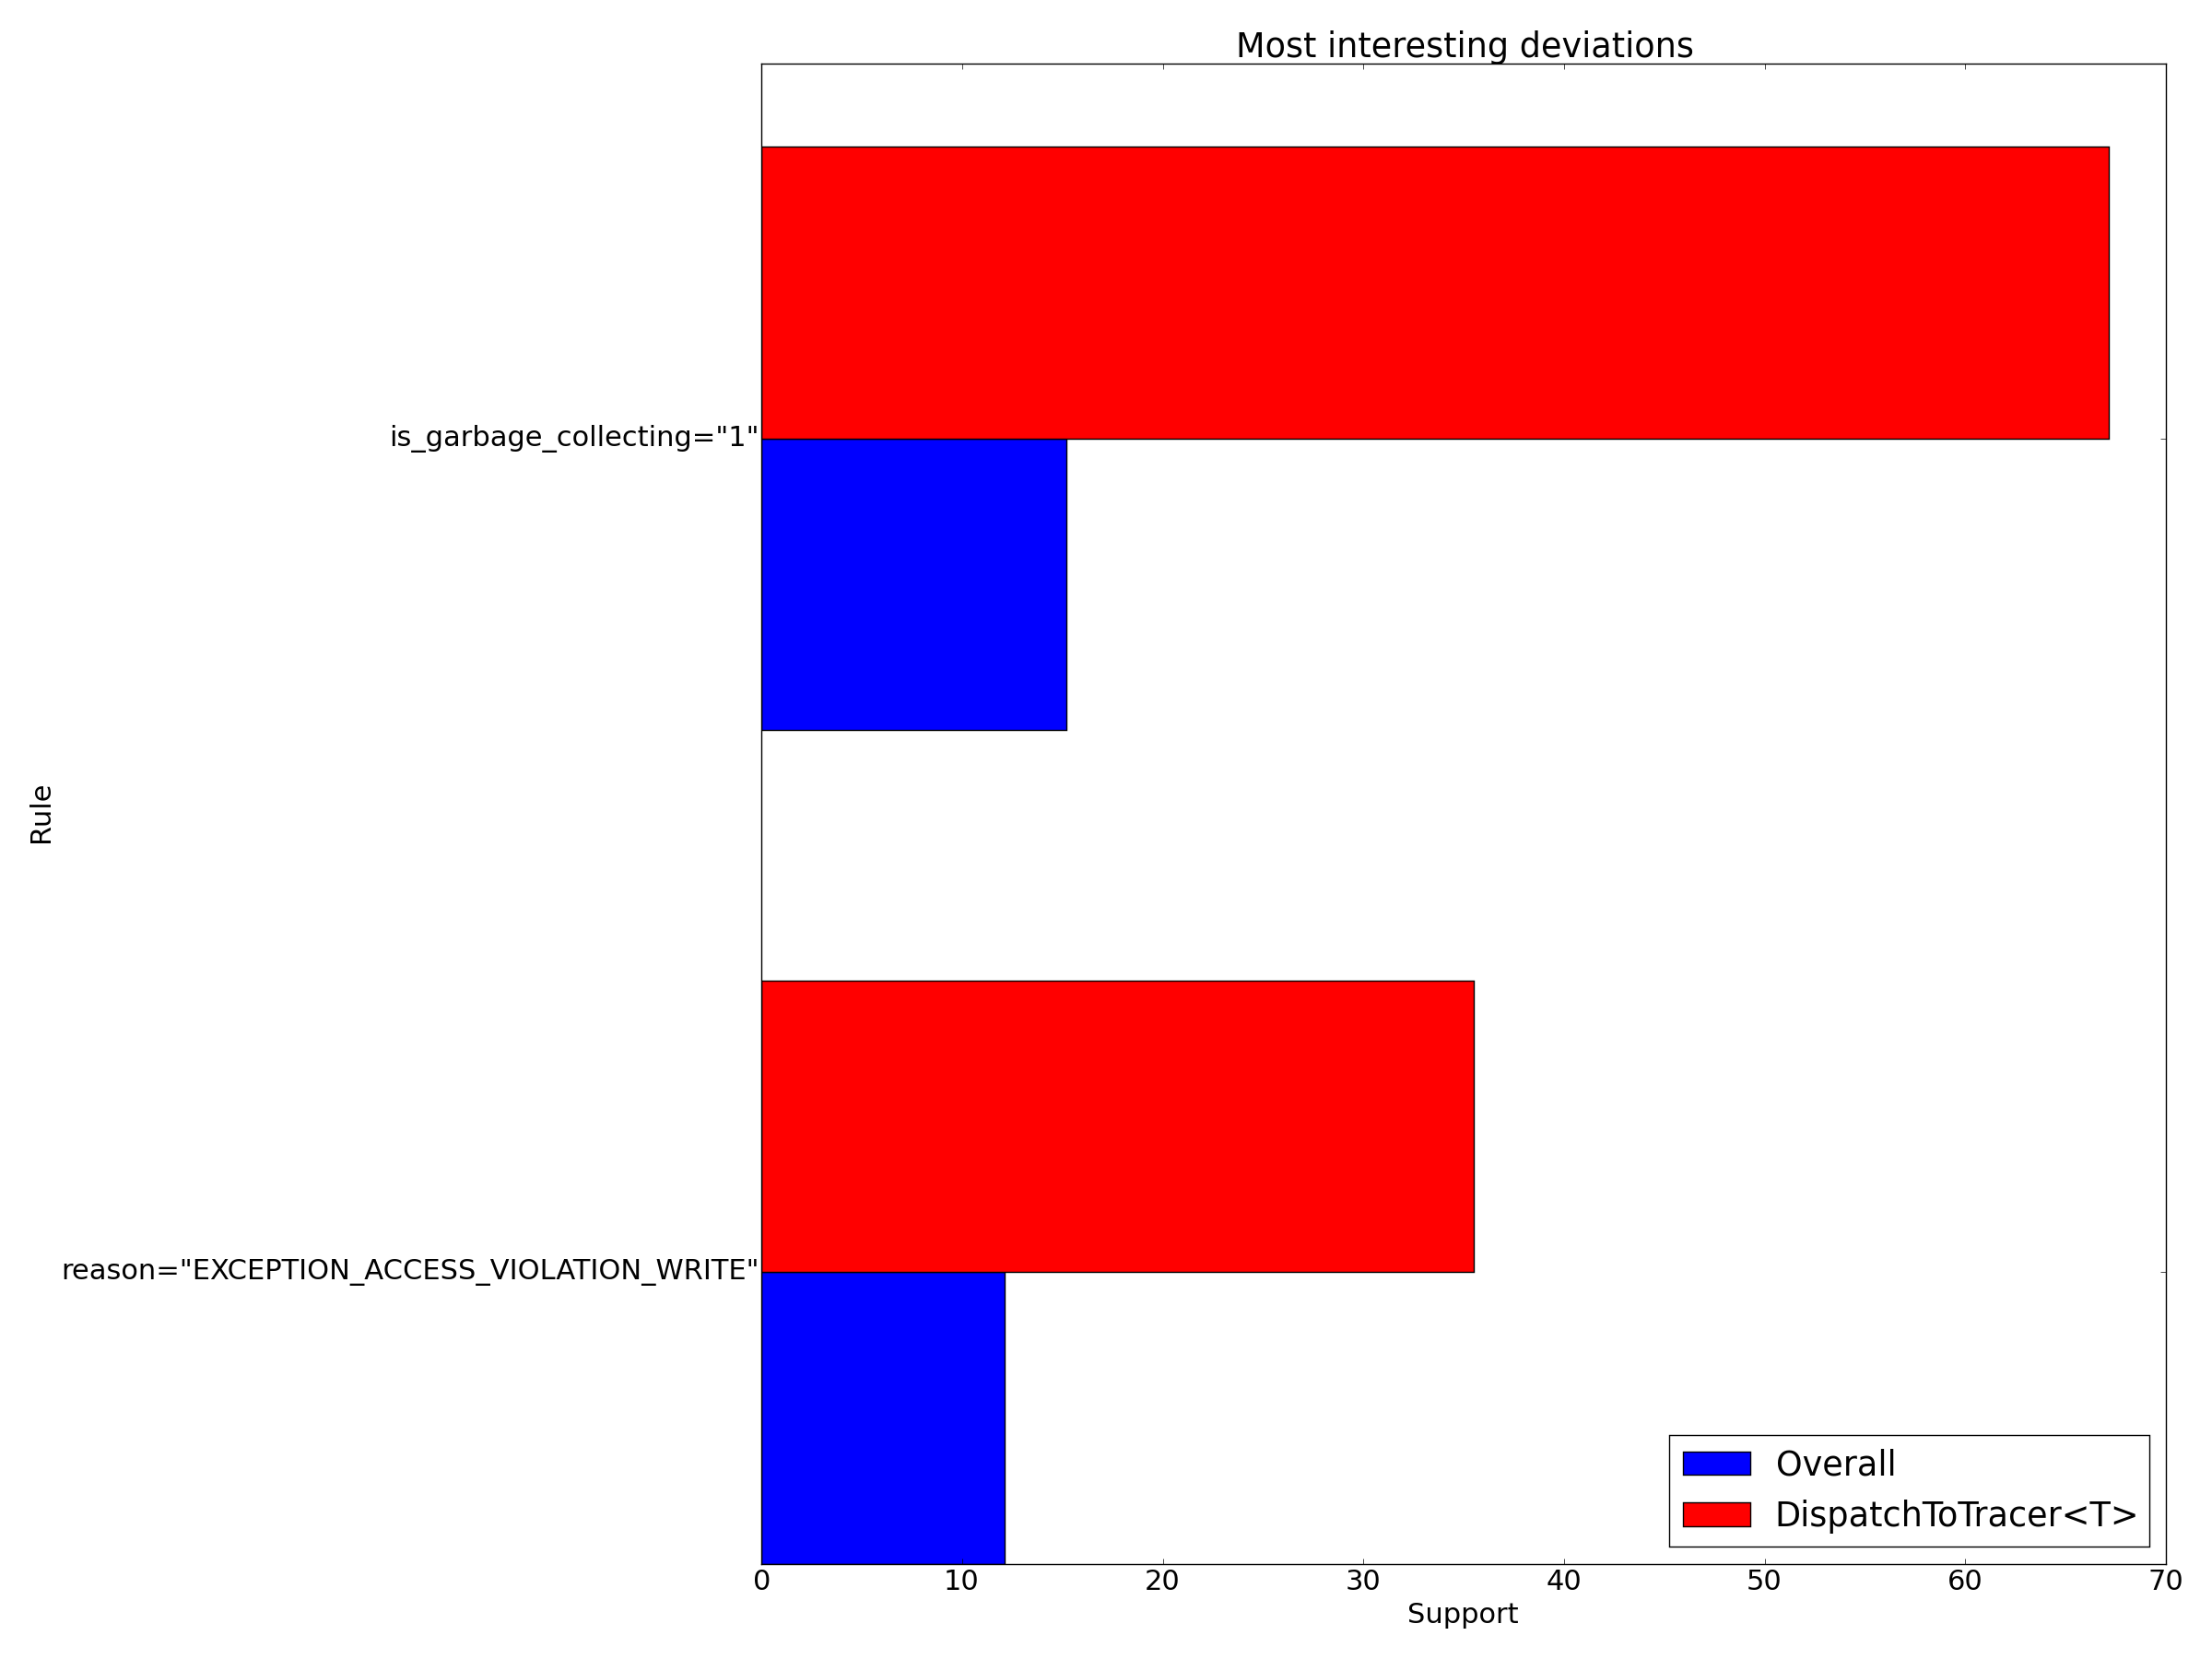 Most interesting deviations
is_garbage_collecting="1"
Rule
reason="EXCEPTION_ACCESS_VIOLATION_WRITE"
Overall
DispatchToTracer<T>
0 10 20 30 40 50 60 70
Support